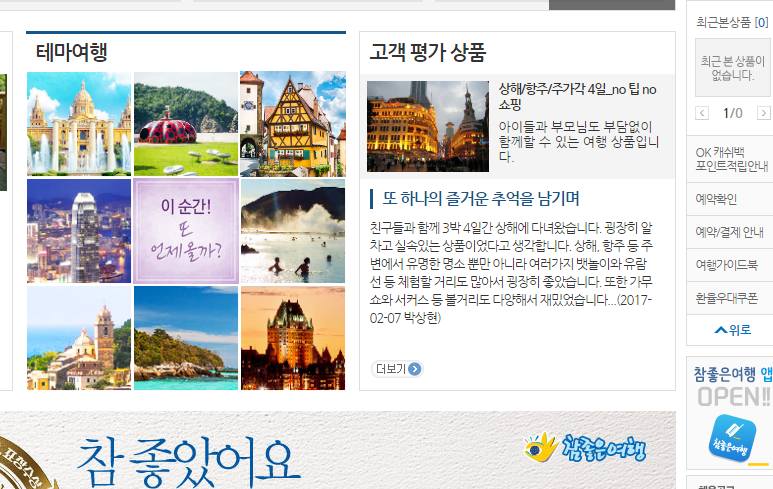 테마여행
이 순간!
또
언제 올까?
고객 평가 상품
상해/항주/주가각 4일_no 팁 no
쇼핑
아이들과 부모님도 부담없이
함께할 수 있는 여행 상품입니
다.
또 하나의 즐거운 추억을 남기며
친구들과 함께 3박 4일간 상해에 다녀왔습니다. 굉장히 알
차고 실속있는 상품이었다고 생각합니다. 상해, 항주 등 주
변에서 유명한 명소 뿐만 아니라 여러가지 뱃놀이와 유람
선 등 체험할 거리도 많아서 굉장히 좋았습니다. 또한 가무
쇼와 서커스 등 볼거리도 다양해서 재밌었습니다...(2017-
02-07 박상현)
더보기
최근본상품 [0]
최근 본 상품이
없습니다.
1/0
OK 캐쉬백
포인트적립안내
예약확인
예약/결제 안내
여행가이드북
환율우대쿠폰
위로
참좋은여행 앱
OPEN!!
참좋은여행
참 좋았어요
참좋은여행